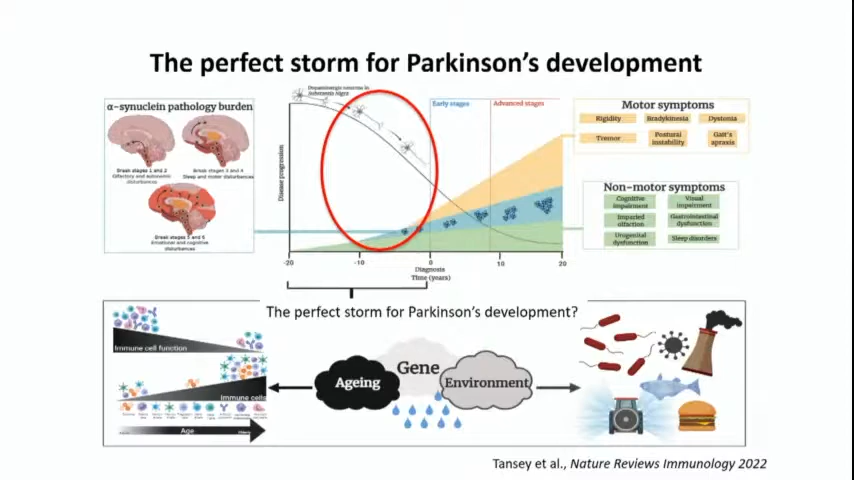 The perfect storm for Parkinson's development
α-synuclein pathology burden
Break stages 1 and 2
Olfactory and autonomic
disturbances
Break stages 3 and 4
Sleep and motor disturbances
Break stages 5 and 6
Emotional and cognitive
disturbances
Dopaminergic neurons in
substantia nigra
Disease progression
Early stages
Advanced stages
-20
-10
0
10
20
Diagnosis
Time (years)
Motor symptoms
Rigidity
Bradykinesia
Dystonia
Tremor
Postural
instability
Gait's
apraxis
Non-motor symptoms
Cognitive
impairment
Visual
impairment
Imparied
olfaction
Gastrointestinal
dysfunction
Urogenital
dysfunction
Sleep disorders
The perfect storm for Parkinson's development?
Immune cell function
Immune cells
Age
Ageing
Gene
Environment
Tansey et al., Nature Reviews Immunology 2022